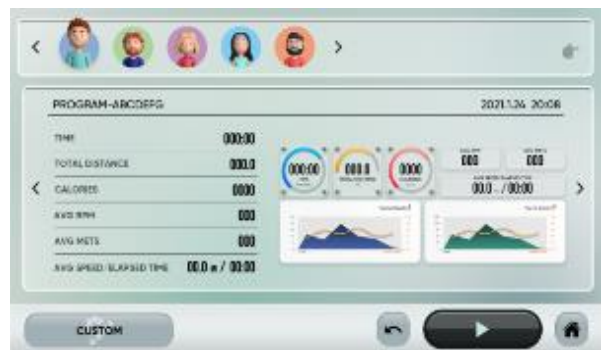 PROGRAM-ABCDEFG 2021.1.24 20:08
TIME 000:00
TOTAL DISTANCE 000.0
CALORIES 0000
AVG RPM 000
AVG METS 000
AVG SPEED/ELAPSED TIME 00.0 / 00:00
000:00 000.0 0000
000 000
00.0 / 00:00
CUSTOM